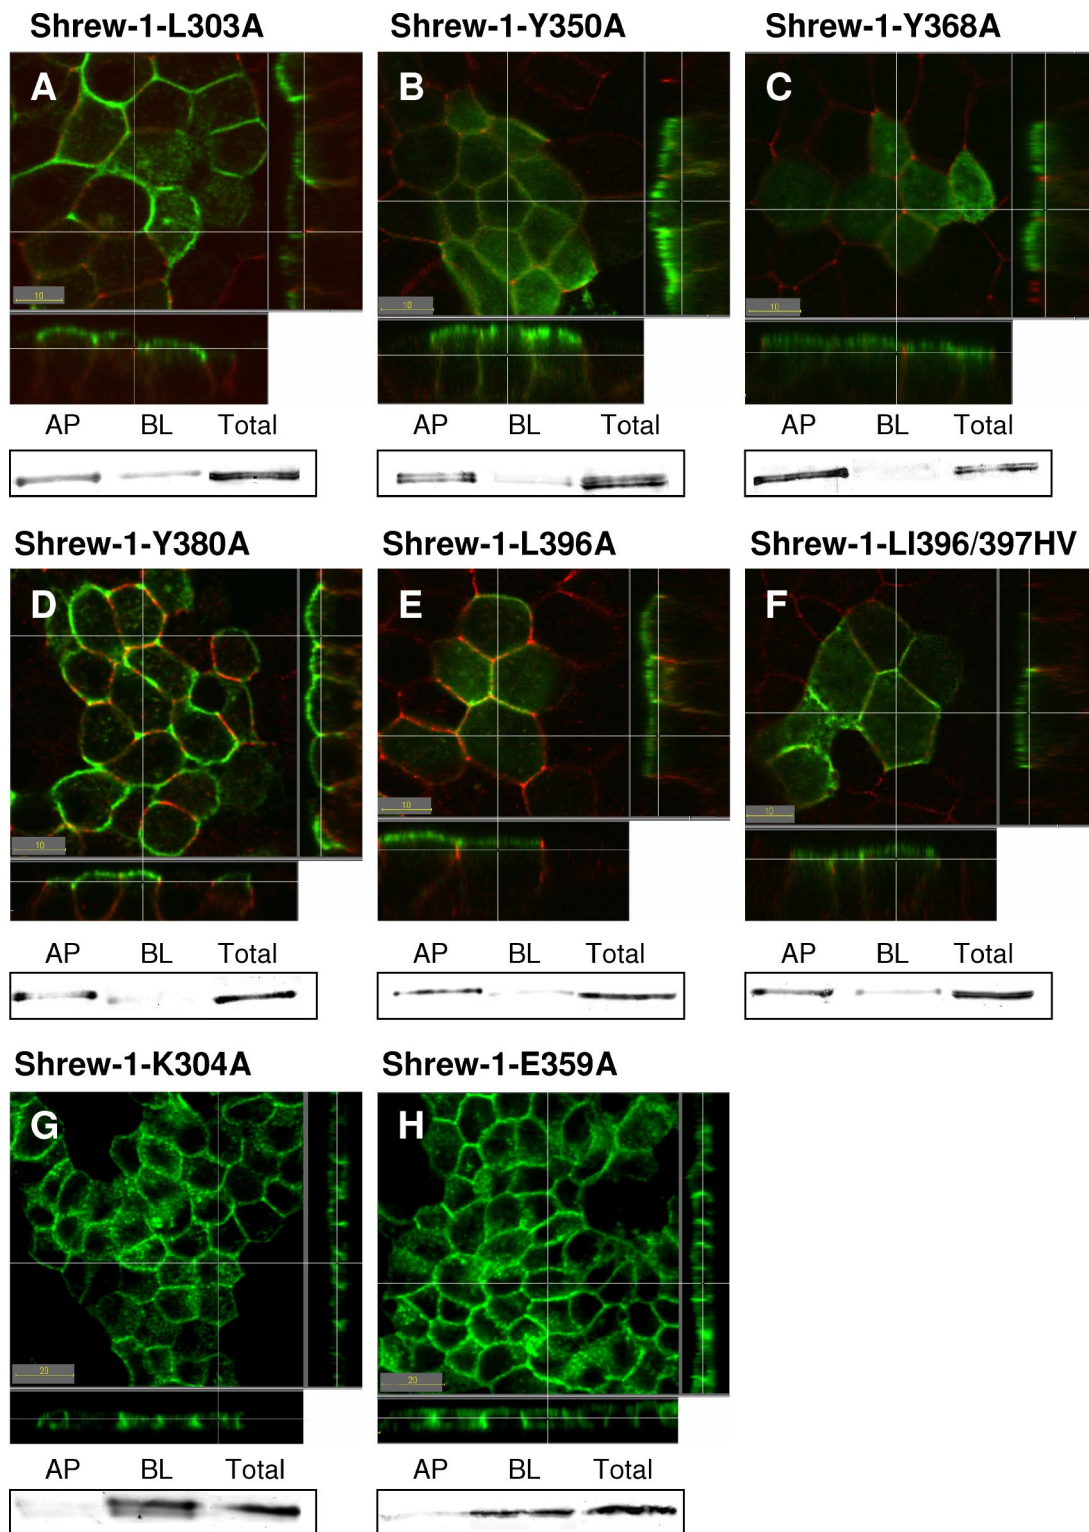 Shrew-1-L303A Shrew-1-Y350A Shrew-1-Y368A
A B C
10 10 10
AP BL Total AP BL Total AP BL Total
Shrew-1-Y380A Shrew-1-L396A Shrew-1-LI396/397HV
D E F
10 10 10
AP BL Total AP BL Total AP BL Total
Shrew-1-K304A Shrew-1-E359A
G H
20 20
AP BL Total AP BL Total